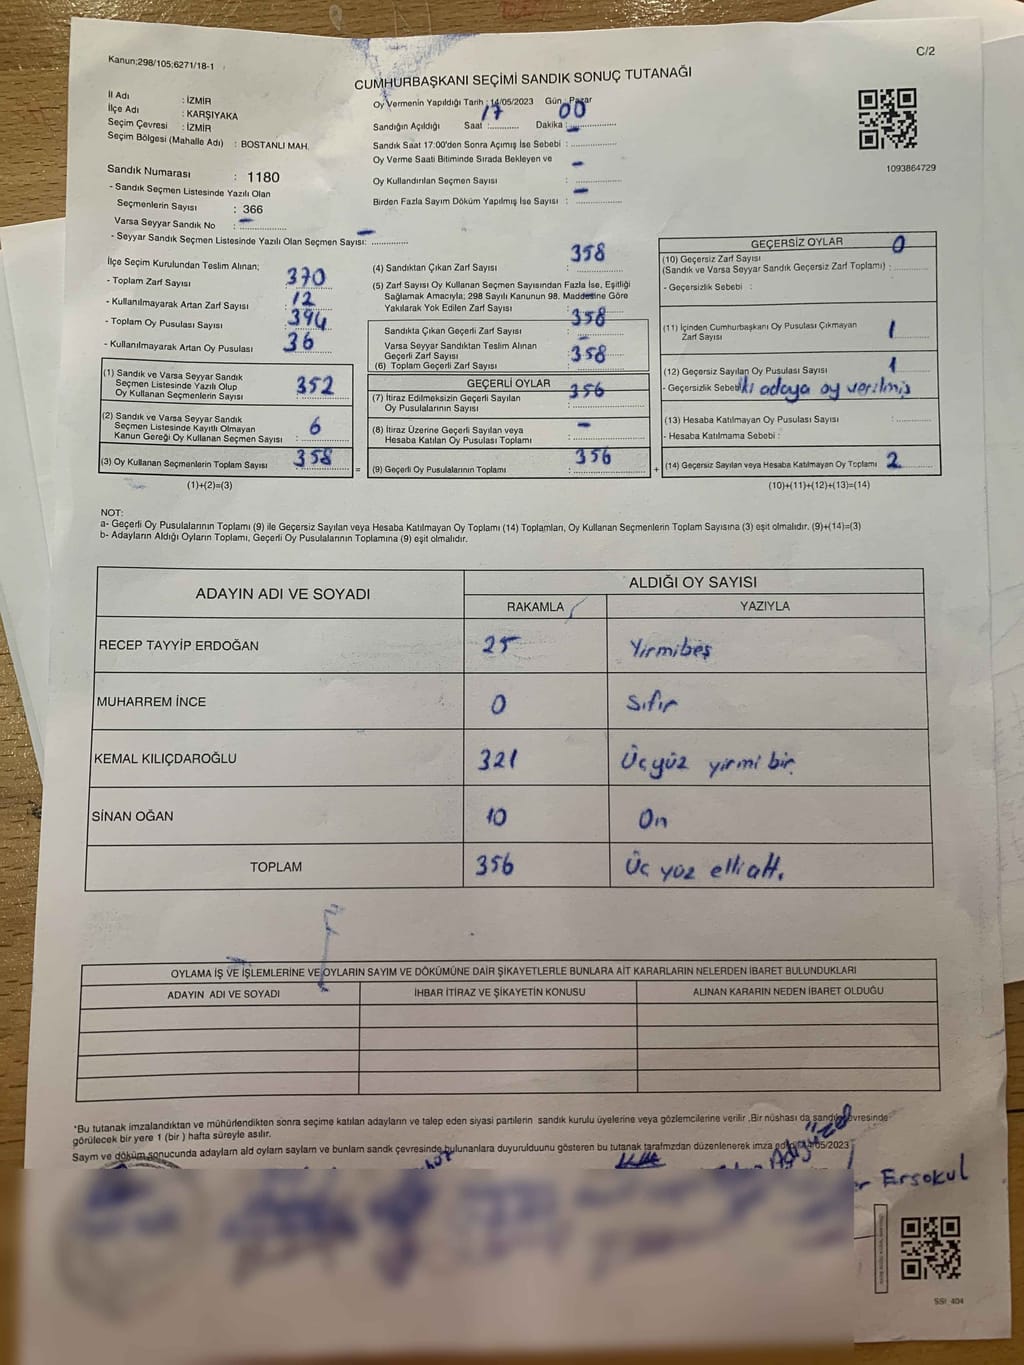 Kanun;298/105;6271/18-1
C/2
CUMHURBAŞKANI SEÇİMİ SANDIK SONUÇ TUTANAĞI
İl Adı : İZMİR
İlçe Adı : KARŞIYAKA
Seçim Çevresi : İZMİR
Seçim Bölgesi (Mahalle Adı) : BOSTANLI MAH.
Oy Vermenin Yapıldığı Tarih : 14/05/2023 Gün : Pazar
Sandığın Açıldığı Saat : 17 Dakika : 00
Sandık Saat 17:00'den Sonra Açımış İse Sebebi :
Oy Verme Saati Bitiminde Sırada Bekleyen ve
Oy Kullandırılan Seçmen Sayısı : -
Birden Fazla Sayım Döküm Yapılmış İse Sayısı : -
1093864729
Sandık Numarası : 1180
- Sandık Seçmen Listesinde Yazılı Olan
Seçmenlerin Sayısı : 366
Varsa Seyyar Sandık No : -
- Seyyar Sandık Seçmen Listesinde Yazılı Olan Seçmen Sayısı: -
İlçe Seçim Kurulundan Teslim Alınan;
- Toplam Zarf Sayısı : 370
- Kullanılmayarak Artan Zarf Sayısı : 12
- Toplam Oy Pusulası Sayısı : 394
- Kullanılmayarak Artan Oy Pusulası : 36
(1) Sandık ve Varsa Seyyar Sandık
Seçmen Listesinde Yazılı Olup
Oy Kullanan Seçmenlerin Sayısı : 352
(2) Sandık ve Varsa Seyyar Sandık
Seçmen Listesinde Kayıtlı Olmayan
Kanun Gereği Oy Kullanan Seçmen Sayısı : 6
(3) Oy Kullanan Seçmenlerin Toplam Sayısı : 358
(1)+(2)=(3)
(4) Sandıktan Çıkan Zarf Sayısı : 358
(5) Zarf Sayısı Oy Kullanan Seçmen Sayısından Fazla İse, Eşitliği
Sağlamak Amacıyla; 298 Sayılı Kanunun 98. Maddesine Göre
Yakılarak Yok Edilen Zarf Sayısı : -
Sandıkta Çıkan Geçerli Zarf Sayısı : 358
Varsa Seyyar Sandıktan Teslim Alınan
Geçerli Zarf Sayısı : -
(6) Toplam Geçerli Zarf Sayısı : 358
GEÇERLİ OYLAR
(7) İtiraz Edilmeksizin Geçerli Sayılan
Oy Pusulalarının Sayısı : 356
(8) İtiraz Üzerine Geçerli Sayılan veya
Hesaba Katılan Oy Pusulası Toplamı : -
= (9) Geçerli Oy Pusulalarının Toplamı : 356
GEÇERSİZ OYLAR
(10) Geçersiz Zarf Sayısı
(Sandık ve Varsa Seyyar Sandık Geçersiz Zarf Toplamı) : 0
- Geçersizlik Sebebi :
(11) İçinden Cumhurbaşkanı Oy Pusulası Çıkmayan
Zarf Sayısı : 1
(12) Geçersiz Sayılan Oy Pusulası Sayısı : 1
- Geçersizlik Sebebi İki adaya oy verilmiş
(13) Hesaba Katılmayan Oy Pusulası Sayısı :
- Hesaba Katılmama Sebebi :
+ (14) Geçersiz Sayılan veya Hesaba Katılmayan Oy Toplamı : 2
(10)+(11)+(12)+(13)=(14)
NOT:
a- Geçerli Oy Pusulalarının Toplamı (9) ile Geçersiz Sayılan veya Hesaba Katılmayan Oy Toplamı (14) Toplamları, Oy Kullanan Seçmenlerin Toplam Sayısına (3) eşit olmalıdır. (9)+(14)=(3)
b- Adayların Aldığı Oyların Toplamı, Geçerli Oy Pusulalarının Toplamına (9) eşit olmalıdır.
ADAYIN ADI VE SOYADI ALDIĞI OY SAYISI
RAKAMLA YAZIYLA
RECEP TAYYİP ERDOĞAN 25 Yirmibeş
MUHARREM İNCE 0 Sıfır
KEMAL KILIÇDAROĞLU 321 Üçyüz yirmi bir
SİNAN OĞAN 10 On
TOPLAM 356 Üç yüz elli altı
OYLAMA İŞ VE İŞLEMLERİNE VE OYLARIN SAYIM VE DÖKÜMÜNE DAİR ŞİKAYETLERLE BUNLARA AİT KARARLARIN NELERDEN İBARET BULUNDUKLARI
ADAYIN ADI VE SOYADI İHBAR İTİRAZ VE ŞİKAYETİN KONUSU ALINAN KARARIN NEDEN İBARET OLDUĞU
*Bu tutanak imzalandıktan ve mühürlendikten sonra seçime katılan adayların ve talep eden siyasi partilerin sandık kurulu üyelerine veya gözlemcilerine verilir .Bir nüshası da sandık çevresinde
görülecek bir yere 1 (bir ) hafta süreyle asılır.
Sayım ve döküm sonucunda adayların ald oyların sayıları ve bunların sandık çevresinde bulunanlara duyurulduunu gösteren bu tutanak tarafmzdan düzenlenerek imza 14/05/2023
Ersokul
SSI_404